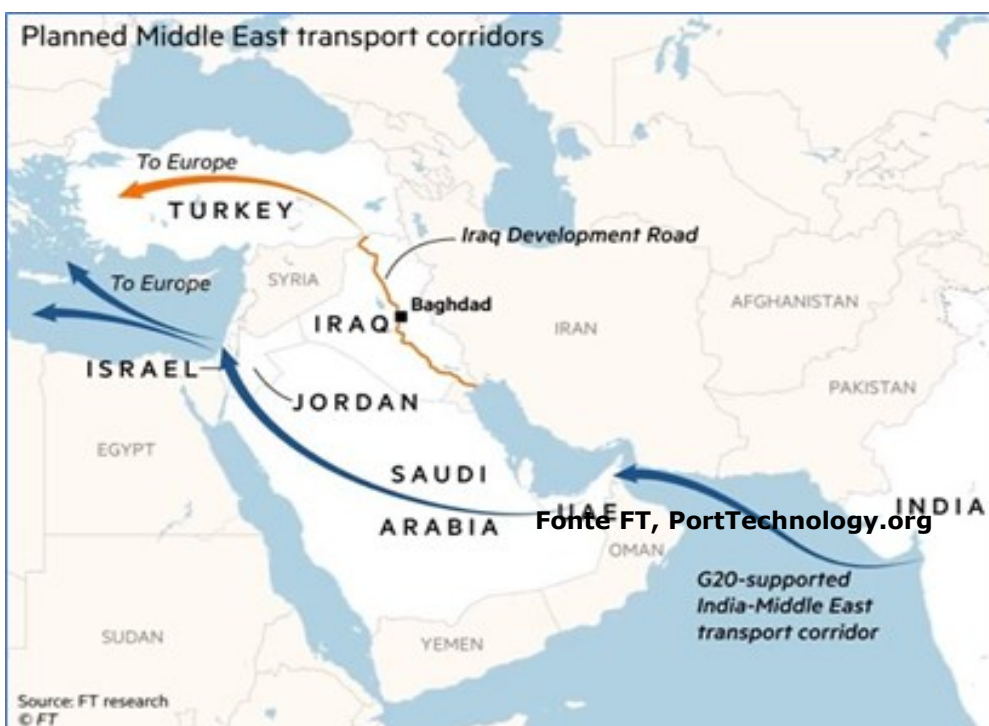 Planned Middle East transport corridors
To Europe
TURKEY
Iraq Development Road
To Europe
SYRIA
Baghdad
AFGHANISTAN
IRAQ
IRAN
ISRAEL
JORDAN
PAKISTAN
EGYPT
SAUDI
ARABIA
UAE
INDIA
Fonte FT, PortTechnology.org
OMAN
G20-supported
India-Middle East
transport corridor
SUDAN
YEMEN
Source: FT research
© FT